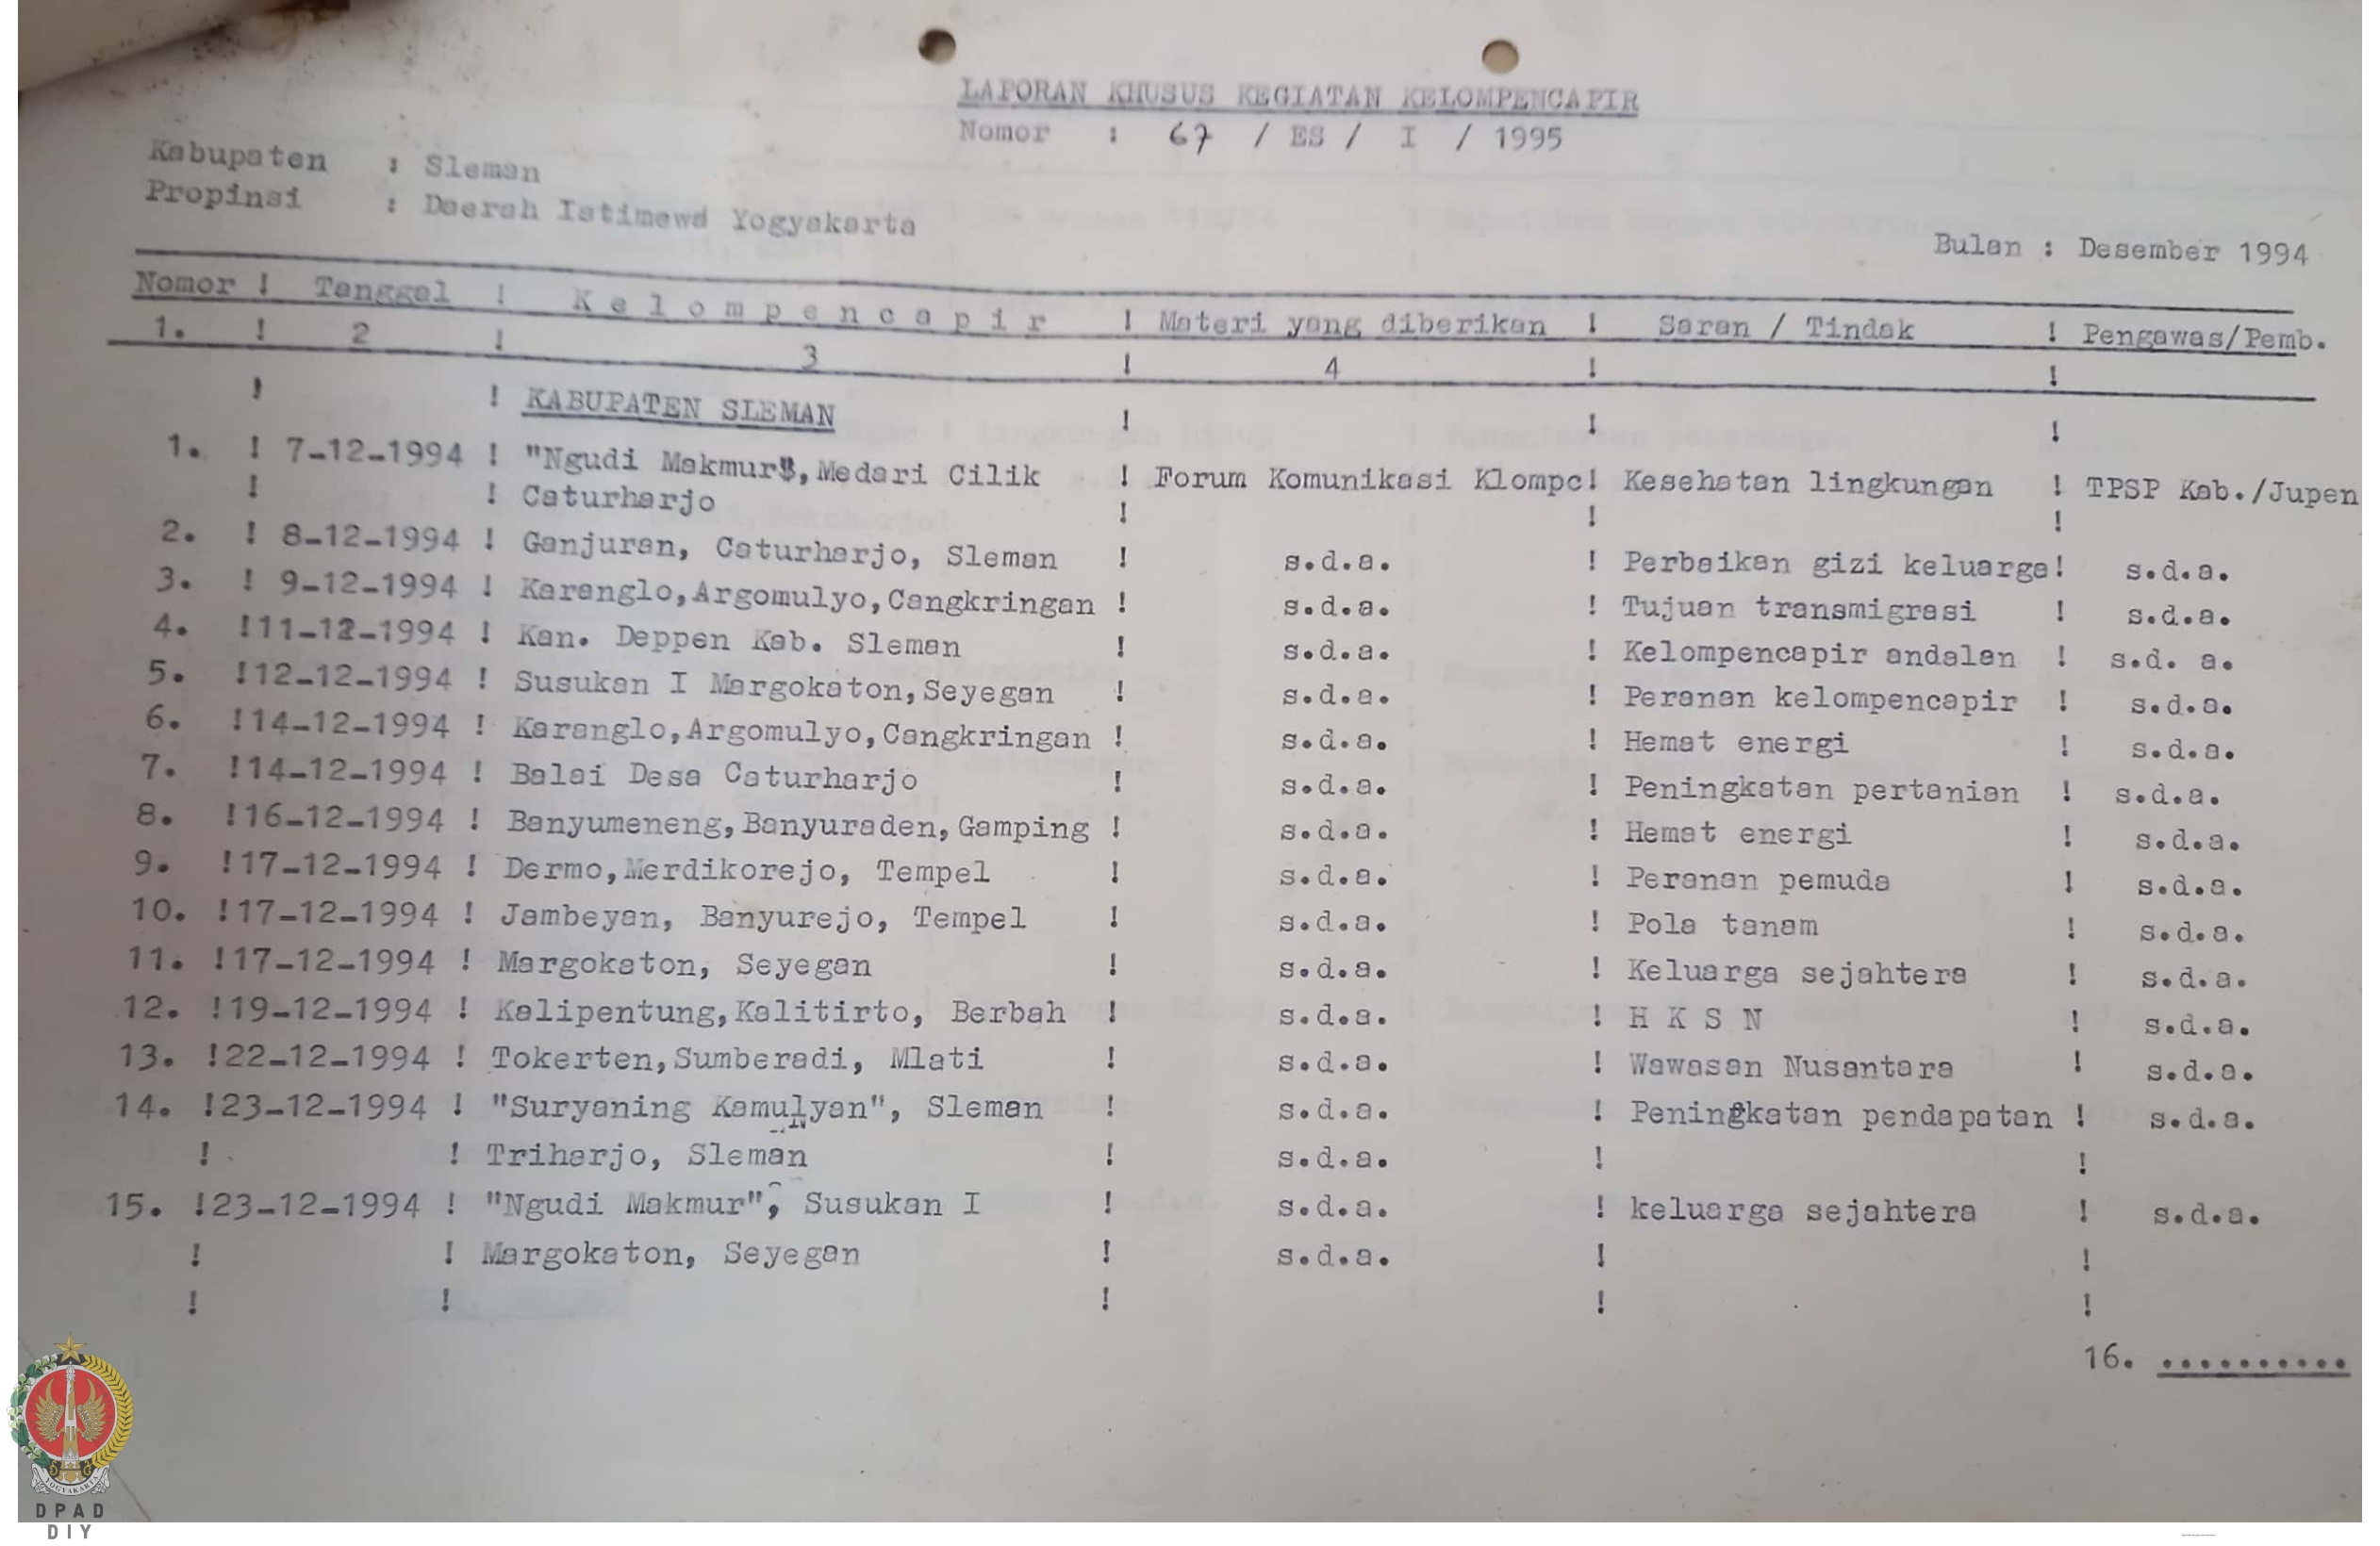 LAPORAN KHUSUS KEGIATAN KELOMPENCAPIR
Nomor : 67 / ES / I / 1995
Kabupaten : Sleman
Propinsi : Daerah Istimewa Yogyakarta
Bulan : Desember 1994
Nomor ! Tanggal ! K e l o m p e n c a p i r ! Materi yang diberikan ! Saran / Tindak ! Pengawas/Pemb.
1. ! 2 ! 3 ! 4 ! !
! ! KABUPATEN SLEMAN ! ! !
1. ! 7-12-1994 ! "Ngudi Makmur", Medari Cilik ! Forum Komunikasi Klompc! Kesehatan lingkungan ! TPSP Kab./Jupen
! ! Caturharjo ! ! !
2. ! 8-12-1994 ! Ganjuran, Caturharjo, Sleman ! s.d.a. ! Perbaikan gizi keluarga! s.d.a.
3. ! 9-12-1994 ! Karanglo,Argomulyo,Cangkringan ! s.d.a. ! Tujuan transmigrasi ! s.d.a.
4. !11-12-1994 ! Kan. Deppen Kab. Sleman ! s.d.a. ! Kelompencapir andalan ! s.d. a.
5. !12-12-1994 ! Susukan I Margokaton,Seyegan ! s.d.a. ! Peranan kelompencapir ! s.d.a.
6. !14-12-1994 ! Karanglo,Argomulyo,Cangkringan ! s.d.a. ! Hemat energi ! s.d.a.
7. !14-12-1994 ! Balai Desa Caturharjo ! s.d.a. ! Peningkatan pertanian ! s.d.a.
8. !16-12-1994 ! Banyumeneng,Banyuraden,Gamping ! s.d.a. ! Hemat energi ! s.d.a.
9. !17-12-1994 ! Dermo,Merdikorejo, Tempel ! s.d.a. ! Peranan pemuda ! s.d.a.
10. !17-12-1994 ! Jambeyan, Banyurejo, Tempel ! s.d.a. ! Pola tanam ! s.d.a.
11. !17-12-1994 ! Margokaton, Seyegan ! s.d.a. ! Keluarga sejahtera ! s.d.a.
12. !19-12-1994 ! Kalipentung,Kalitirto, Berbah ! s.d.a. ! H K S N ! s.d.a.
13. !22-12-1994 ! Tokerten,Sumberadi, Mlati ! s.d.a. ! Wawasan Nusantara ! s.d.a.
14. !23-12-1994 ! "Suryaning Kamulyan", Sleman ! s.d.a. ! Peningkatan pendapatan ! s.d.a.
! ! Triharjo, Sleman ! s.d.a. ! !
15. !23-12-1994 ! "Ngudi Makmur", Susukan I ! s.d.a. ! keluarga sejahtera ! s.d.a.
! ! Margokaton, Seyegan ! s.d.a. ! !
! ! ! ! !
16. ..........
YOGYAKARTA
DPAD
DIY